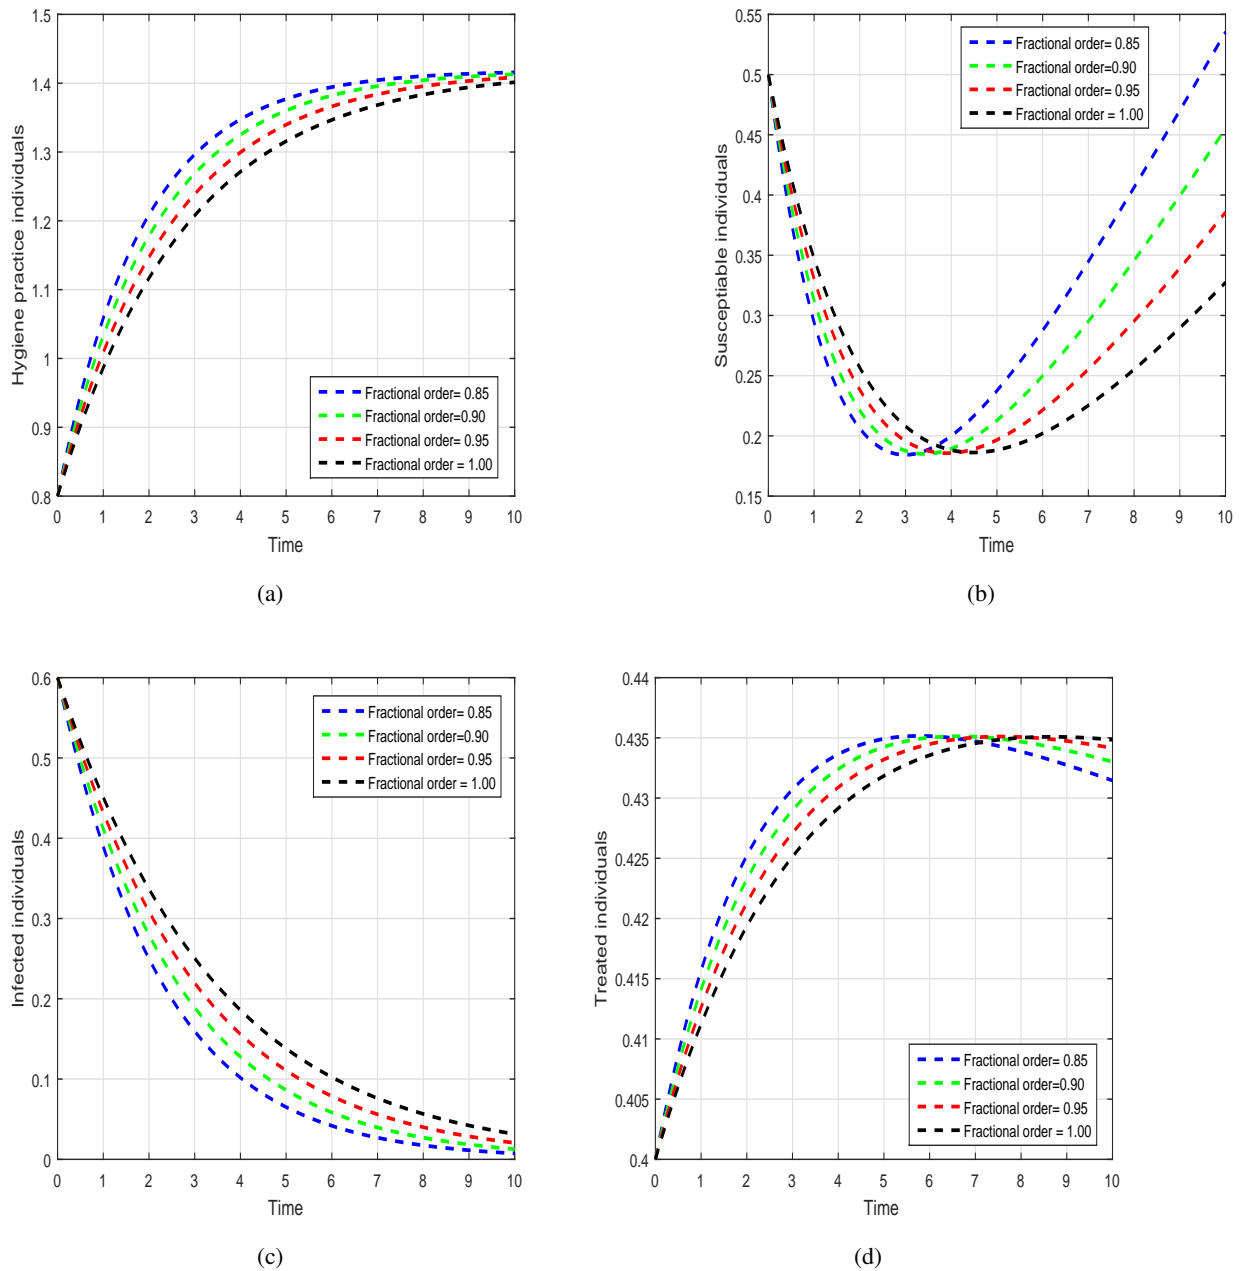 1.5
1.4
1.3
1.2
1.1
1
0.9
0.8
Hygiene practice individuals
Fractional order= 0.85
Fractional order=0.90
Fractional order= 0.95
Fractional order = 1.00
0 1 2 3 4 5 6 7 8 9 10
Time
(a)
0.55
0.5
0.45
0.4
0.35
0.3
0.25
0.2
0.15
Susceptiable individuals
Fractional order= 0.85
Fractional order=0.90
Fractional order= 0.95
Fractional order = 1.00
0 1 2 3 4 5 6 7 8 9 10
Time
(b)
0.6
0.5
0.4
0.3
0.2
0.1
0
Infected individuals
Fractional order= 0.85
Fractional order=0.90
Fractional order= 0.95
Fractional order = 1.00
0 1 2 3 4 5 6 7 8 9 10
Time
(c)
0.44
0.435
0.43
0.425
0.42
0.415
0.41
0.405
0.4
Treated individuals
Fractional order= 0.85
Fractional order=0.90
Fractional order= 0.95
Fractional order = 1.00
0 1 2 3 4 5 6 7 8 9 10
Time
(d)